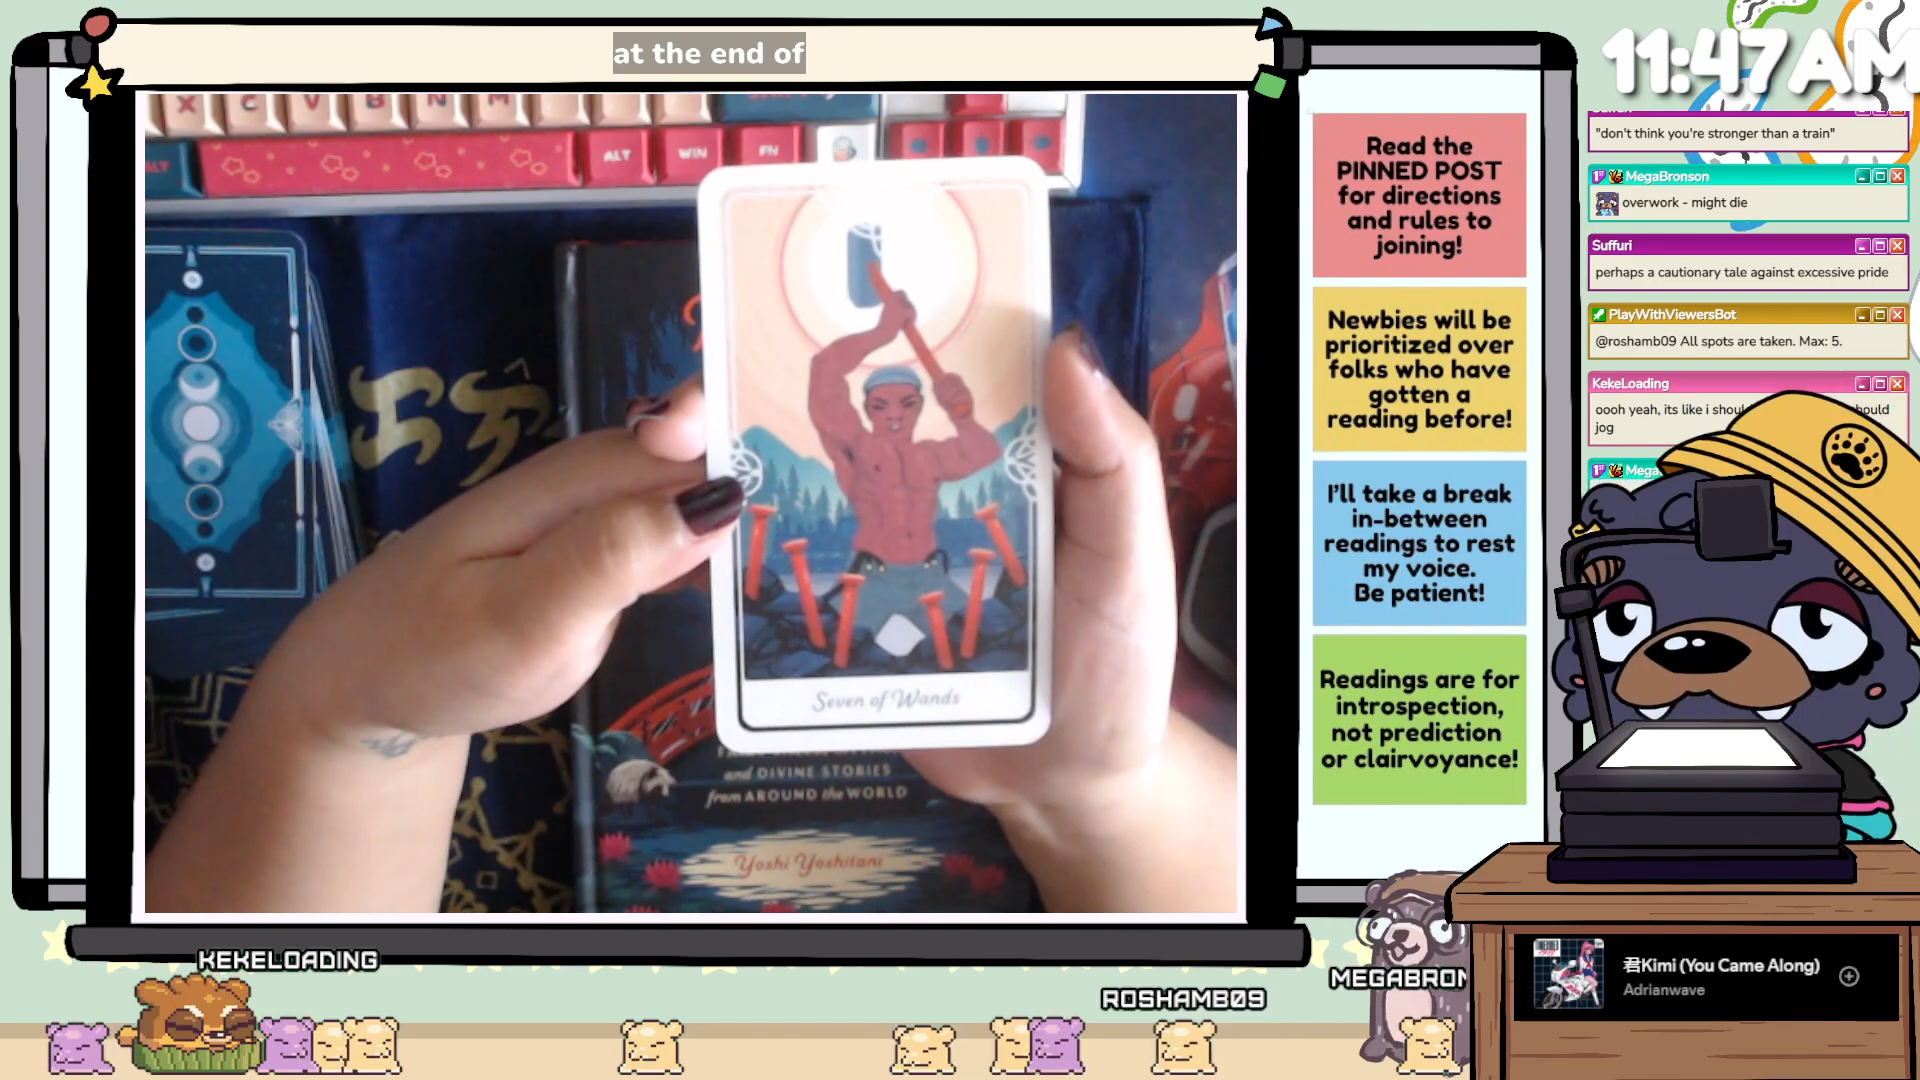 at the end of
11:47AM
X C V B N M
ALT
ALT
WIN
FN
Seven of Wands
and DIVINE STORIES
from AROUND the WORLD
Yoshi Yoshitani
Read the
PINNED POST
for directions
and rules to
joining!
Newbies will be
prioritized over
folks who have
gotten a
reading before!
I'll take a break
in-between
readings to rest
my voice.
Be patient!
Readings are for
introspection,
not prediction
or clairvoyance!
"don't think you're stronger than a train"
MegaBronson
overwork - might die
Suffuri
perhaps a cautionary tale against excessive pride
PlayWithViewersBot
@roshamb09 All spots are taken. Max: 5.
KekeLoading
oooh yeah, its like i shoul
hould
jog
Mega
KEKELOADING
ROSHAMB09
MEGABRON
君Kimi (You Came Along)
Adrianwave